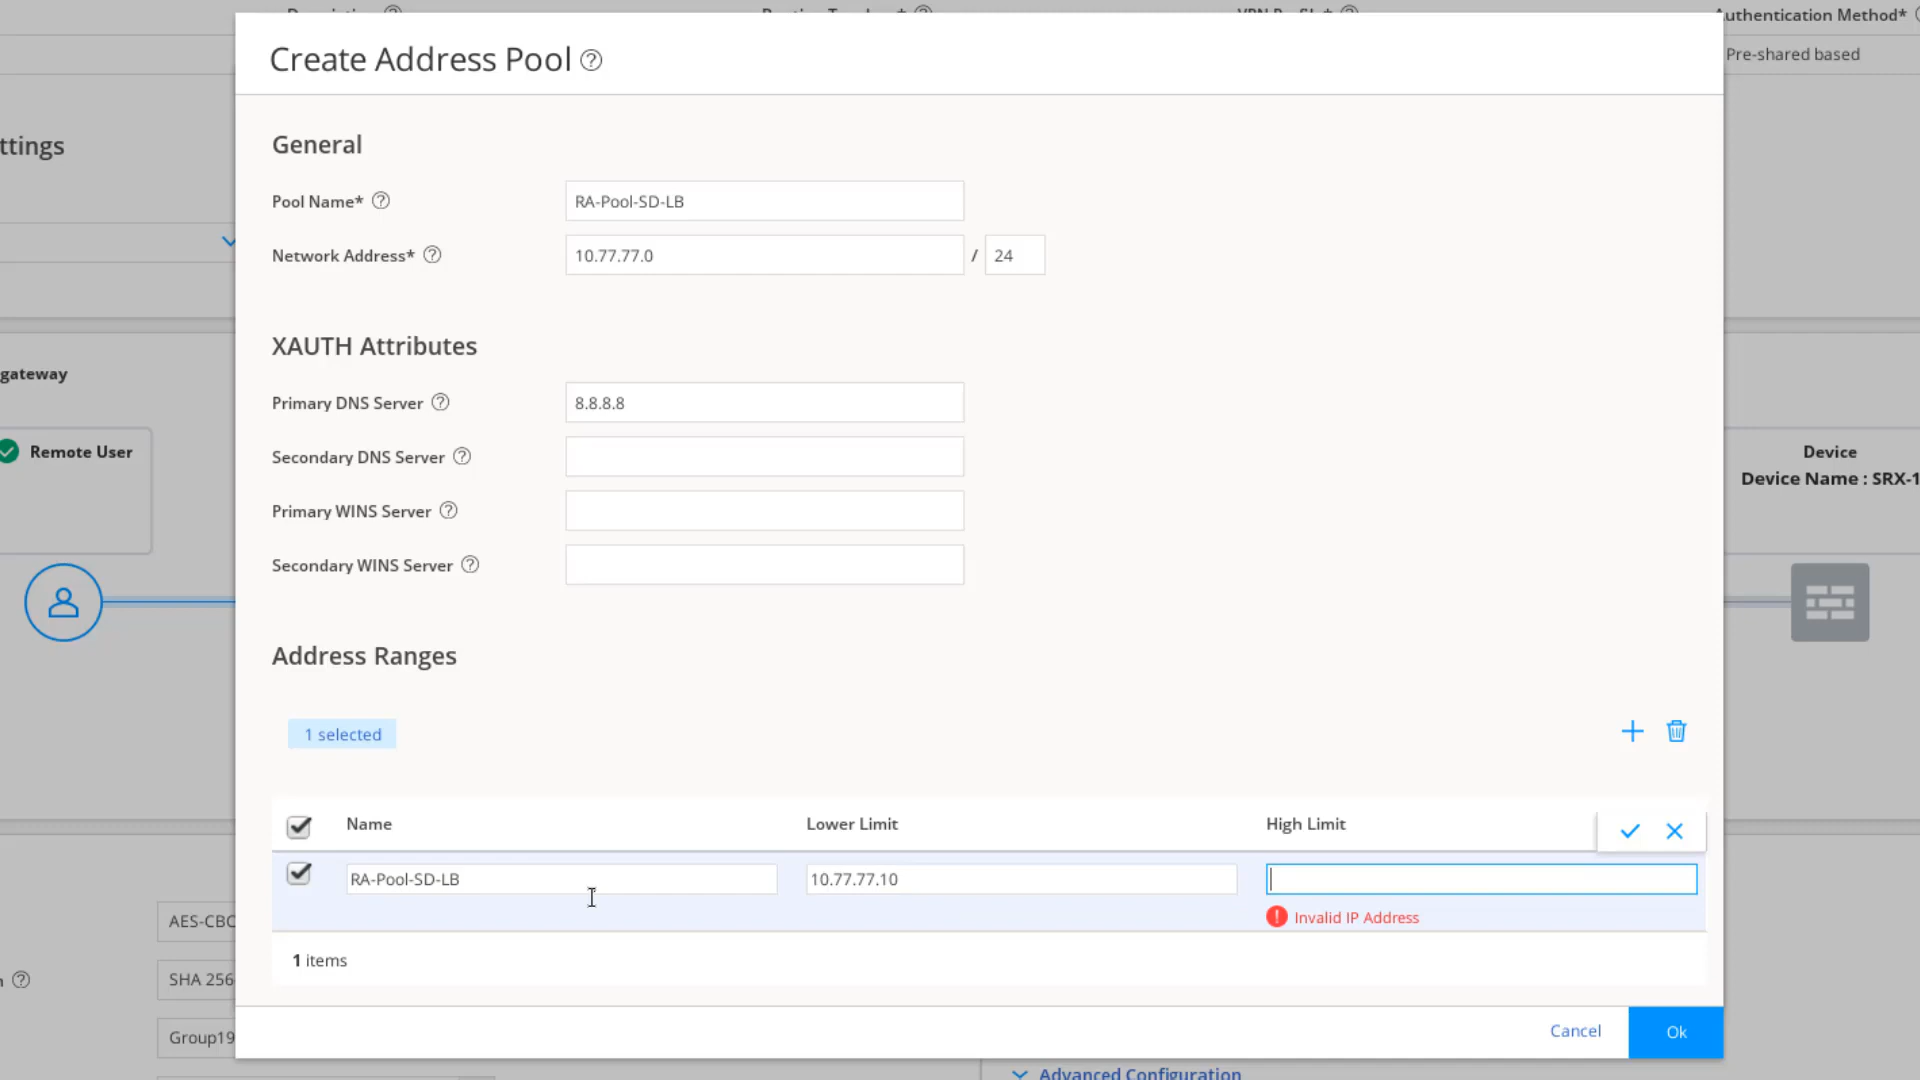 Authentication Method*
Create Address Pool
Pre-shared based
General
ttings
Pool Name*
RA-Pool-SD-LB
Network Address*
10.77.77.0
/
24
XAUTH Attributes
gateway
Primary DNS Server
8.8.8.8
Remote User
Device
Secondary DNS Server
Device Name : SRX-1
Primary WINS Server
Secondary WINS Server
Address Ranges
1 selected
Name
Lower Limit
High Limit
RA-Pool-SD-LB
10.77.77.10
Invalid IP Address
AES-CBC
1 items
SHA 256
Group19
Cancel
Ok
Advanced Configuration